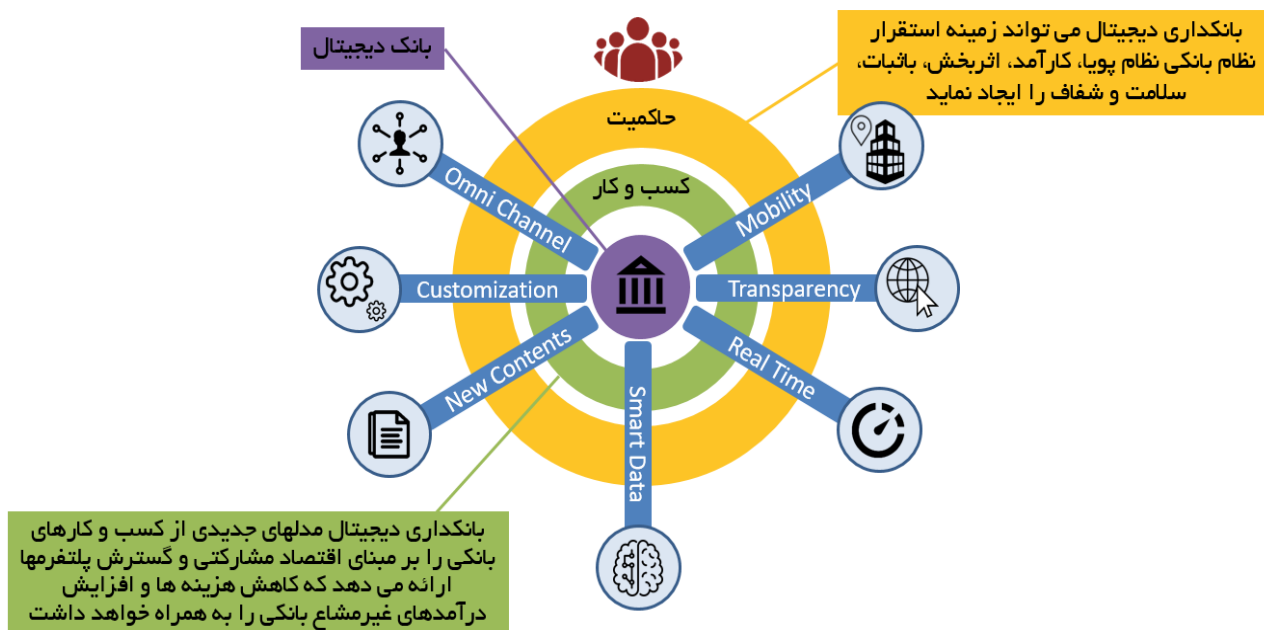 بانک دیجیتال
بانکداری دیجیتال می تواند زمینه استقرار
نظام بانکی نظام پویا، کارآمد، اثربخش، باثبات،
سلامت و شفاف را ایجاد نماید
حاکمیت
کسب و کار
Omni Channel
Mobility
Customization
Transparency
New Contents
Real Time
Smart Data
بانکداری دیجیتال مدلهای جدیدی از کسب و کارهای
بانکی را بر مبنای اقتصاد مشارکتی و گسترش پلتفرمها
ارائه می دهد که کاهش هزینه ها و افزایش
درآمدهای غیرمشاع بانکی را به همراه خواهد داشت